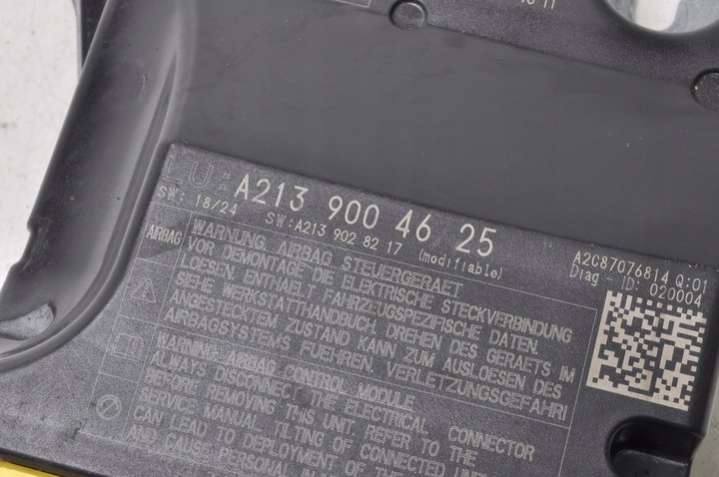 A213 900 46 25
SW: 18/24 SW:A213 902 82 17 (modifiable)
A2C87076814 Q:01
Diag - ID: 020004
AIRBAG
WARNUNG. AIRBAG STEUERGERAET
VOR DEMONTAGE DIE ELEKTRISCHE STECKVERBINDUNG
LOESEN. ENTHAELT FAHRZEUGSPEZIFISCHE DATEN.
SEHE WERKSTATTHANDBUCH. DREHEN DES GERAETS IM
ANGESTECKTEM ZUSTAND KANN ZUM AUSLOESEN DES
AIRBAGSYSTEMS FUEHREN. VERLETZUNGSGEFAHR!
WARNING. AIRBAG CONTROL MODULE.
ALWAYS DISCONNECT THE ELECTRICAL CONNECTOR
BEFORE REMOVING THIS UNIT REFER TO THE
SERVICE MANUAL. TILTING OF CONNECTED UNIT
CAN LEAD TO DEPLOYMENT OF THE
AND CAUSE PERSONAL